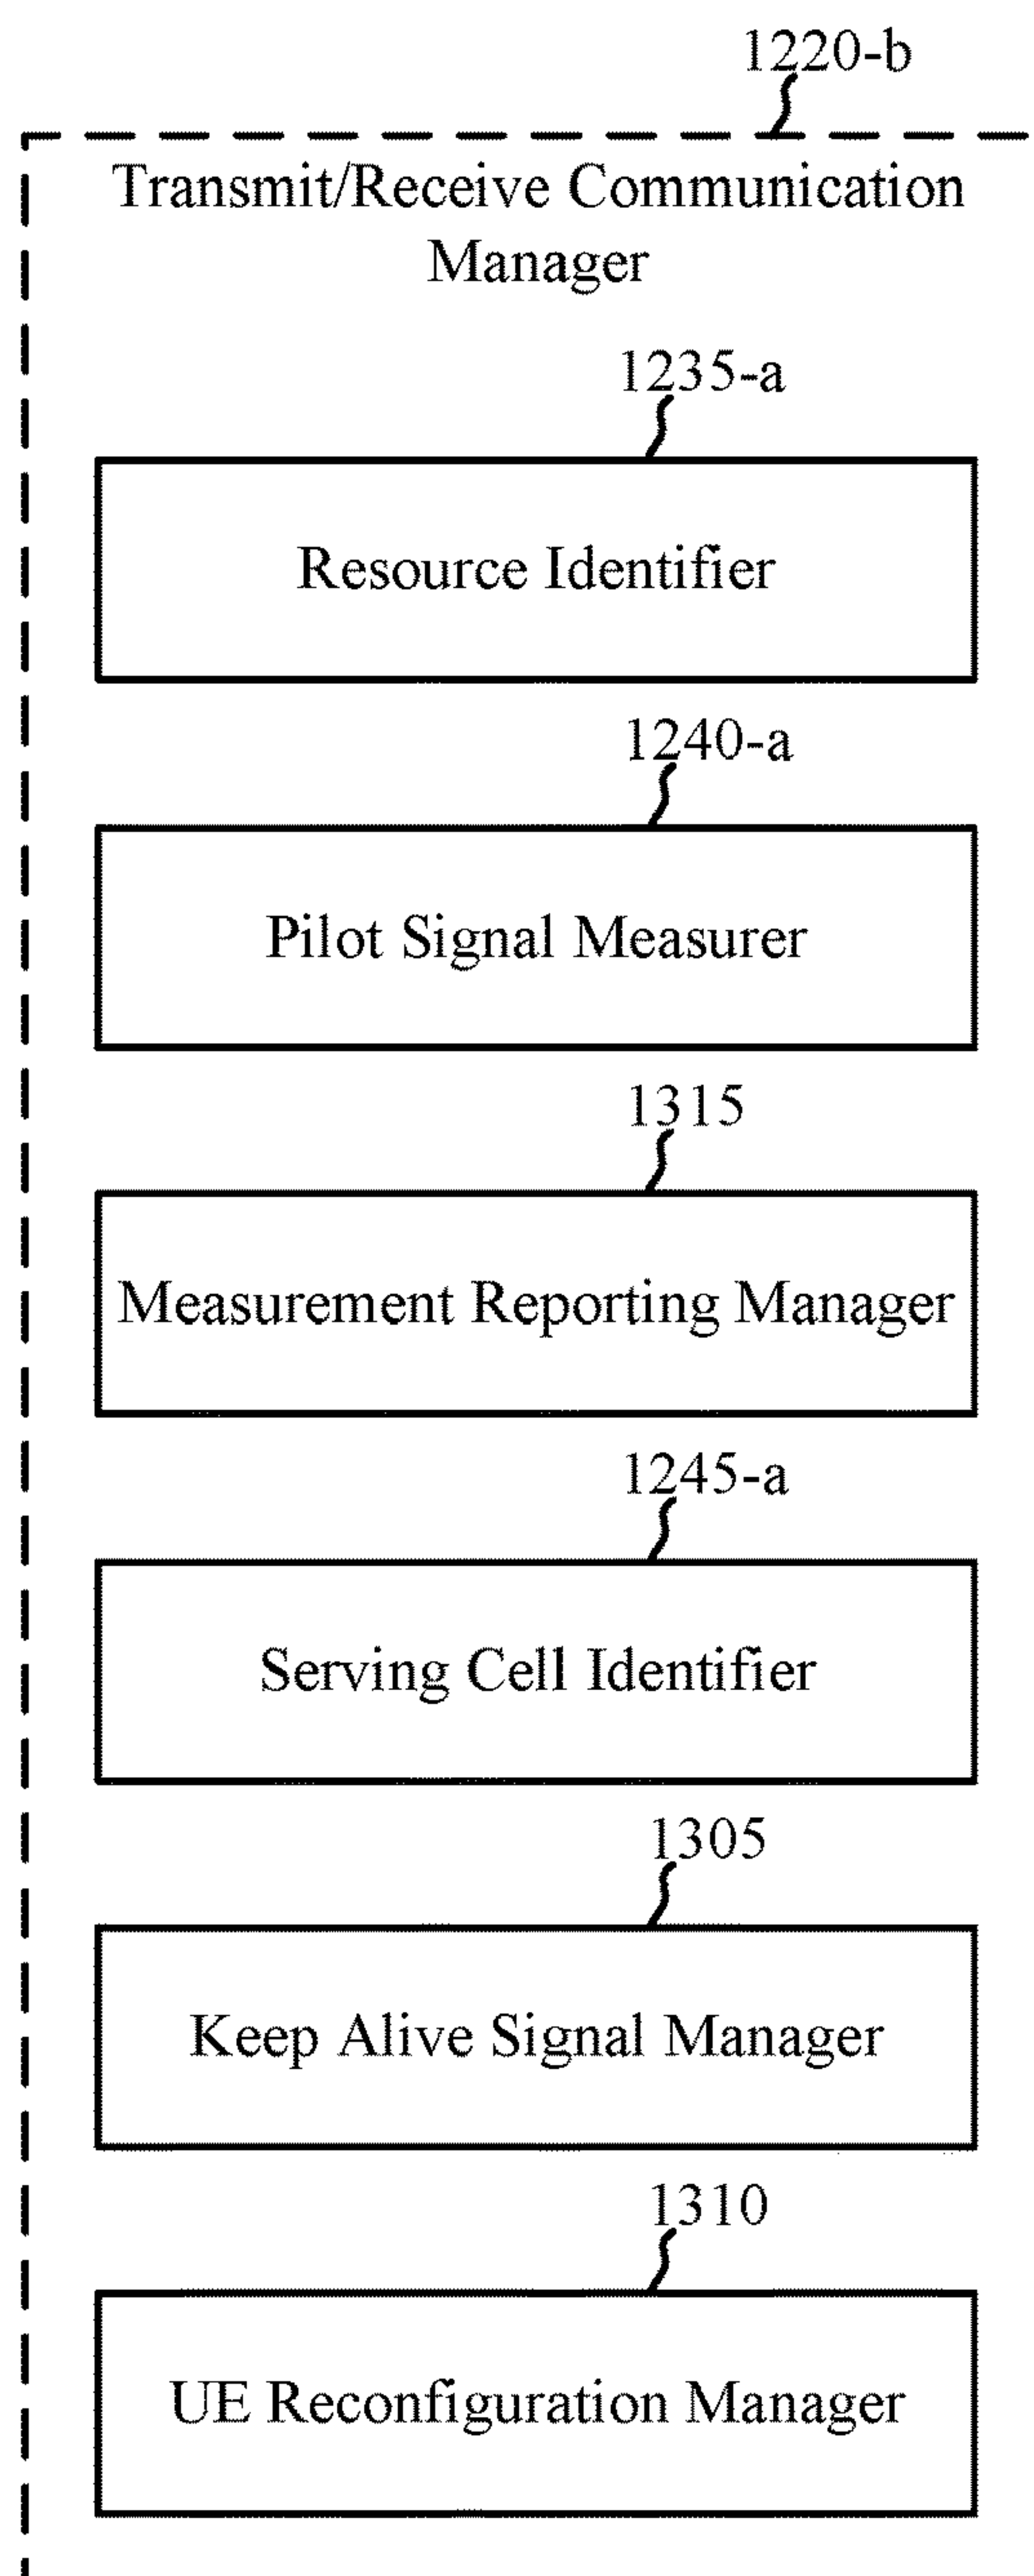 1220-b
Transmit/Receive Communication
Manager
1235-a
Resource Identifier
1240-a
Pilot Signal Measurer
1315
Measurement Reporting Manager
1245-a
Serving Cell Identifier
1305
Keep Alive Signal Manager
1310
UE Reconfiguration Manager